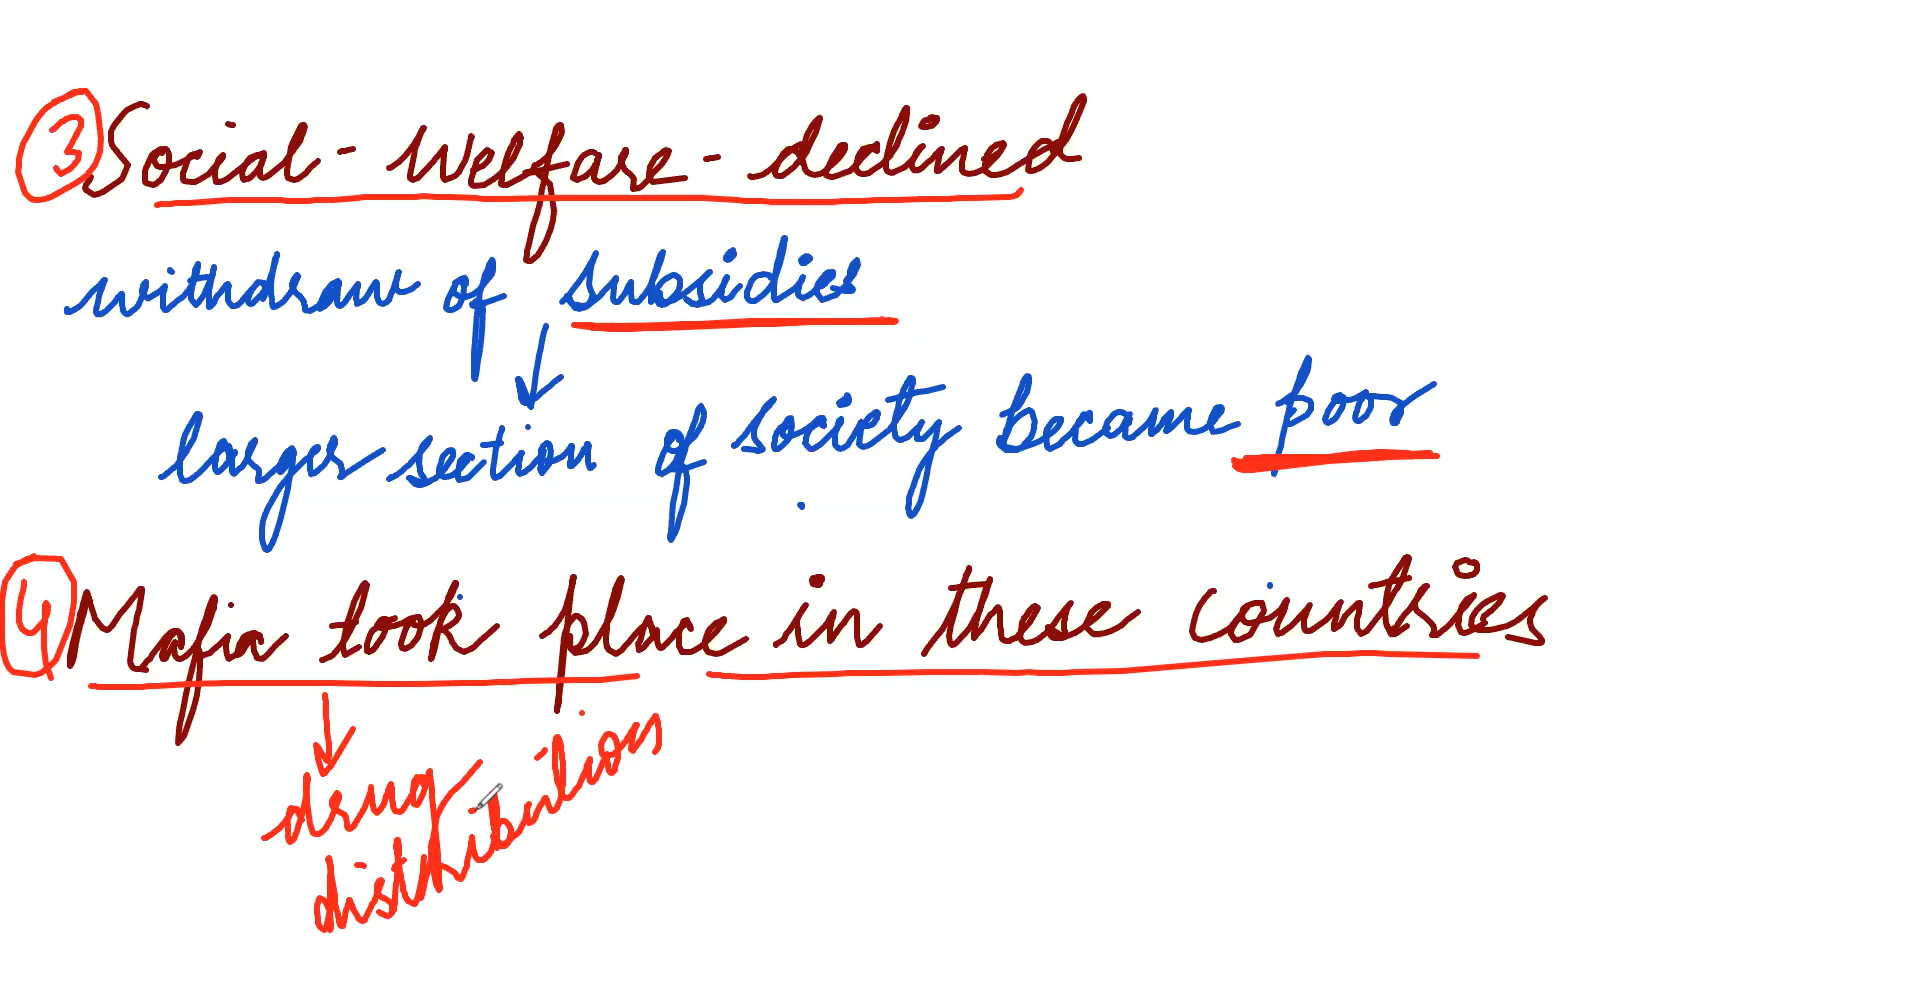 ③ Social - Welfare - declined
withdraw of subsidies
↓
larger section of society became poor
④ Mafia took place in these countries
↓
drug
distribution